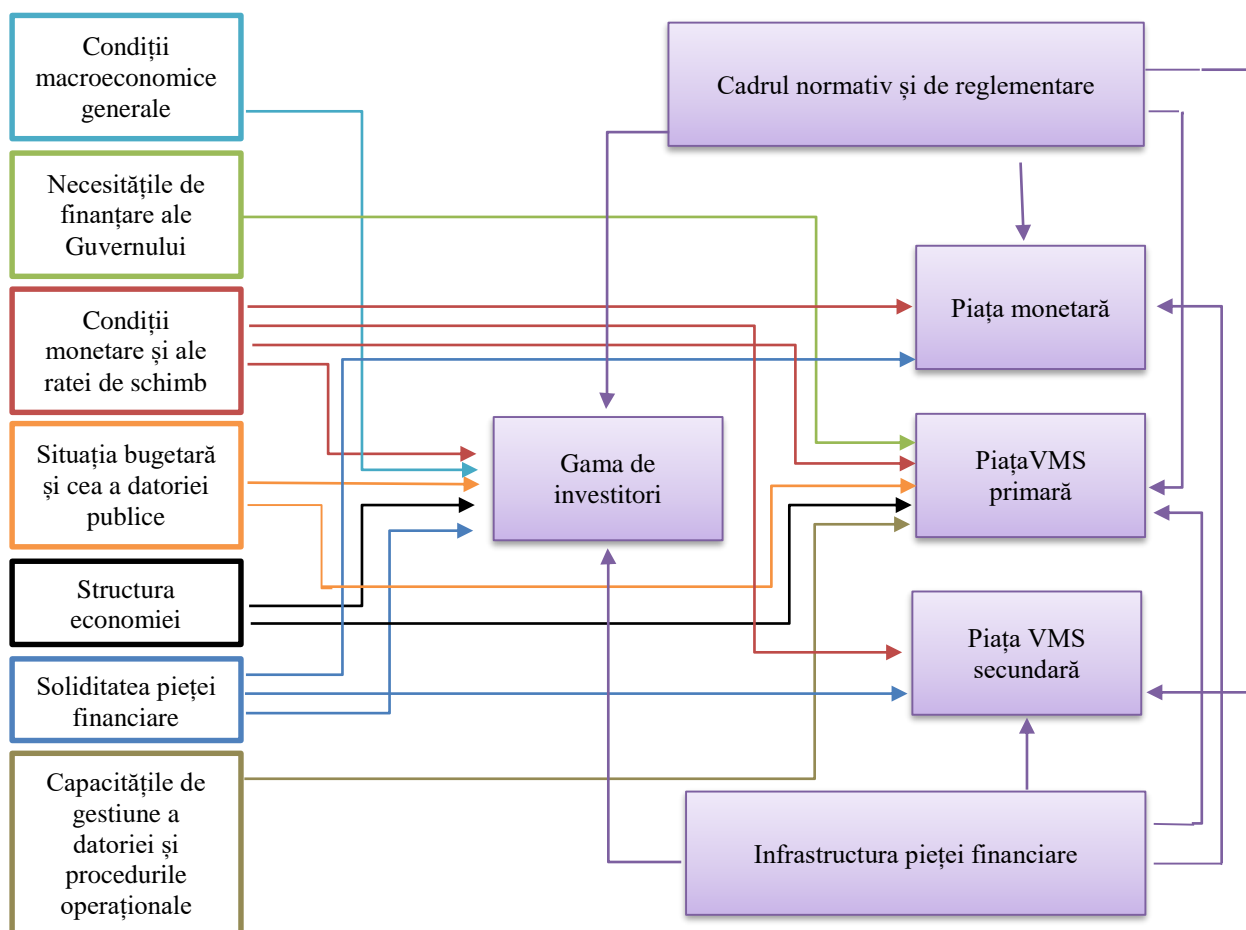 Condiții
macroeconomice
generale
Necesitățile de
finanțare ale
Guvernului
Condiții
monetare și ale
ratei de schimb
Situația bugetară
și cea a datoriei
publice
Structura
economiei
Soliditatea pieței
financiare
Capacitățile de
gestiune a
datoriei și
procedurile
operaționale
Gama de
investitori
Cadrul normativ și de reglementare
Piața monetară
PiațaVMS
primară
Piața VMS
secundară
Infrastructura pieței financiare